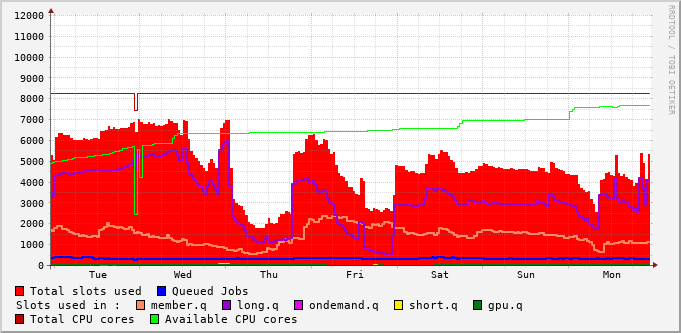 12000
11000
10000
9000
8000
7000
6000
5000
4000
3000
2000
1000
0
Tue Wed Thu Fri Sat Sun Mon
Total slots used Queued Jobs
Slots used in : member.q long.q ondemand.q short.q gpu.q
Total CPU cores Available CPU cores
RRDTOOL / TOBI OETIKER